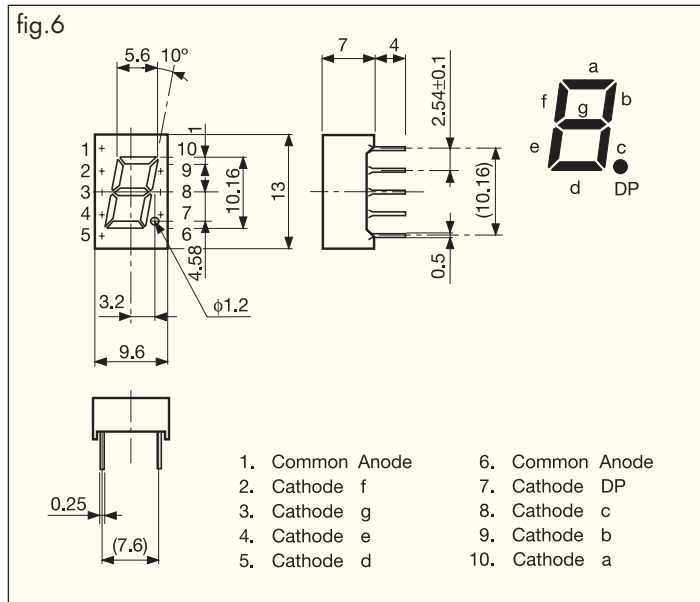 fig.6
5.6
10°
1
7
4
2.54±0.1
a
f
g
b
e
c
d
DP
1
10
2
9
3
8
4
7
5
6
10.16
13
4.58
(10.16)
0.5
3.2
ϕ1.2
9.6
0.25
(7.6)
1. Common Anode
2. Cathode f
3. Cathode g
4. Cathode e
5. Cathode d
6. Common Anode
7. Cathode DP
8. Cathode c
9. Cathode b
10. Cathode a